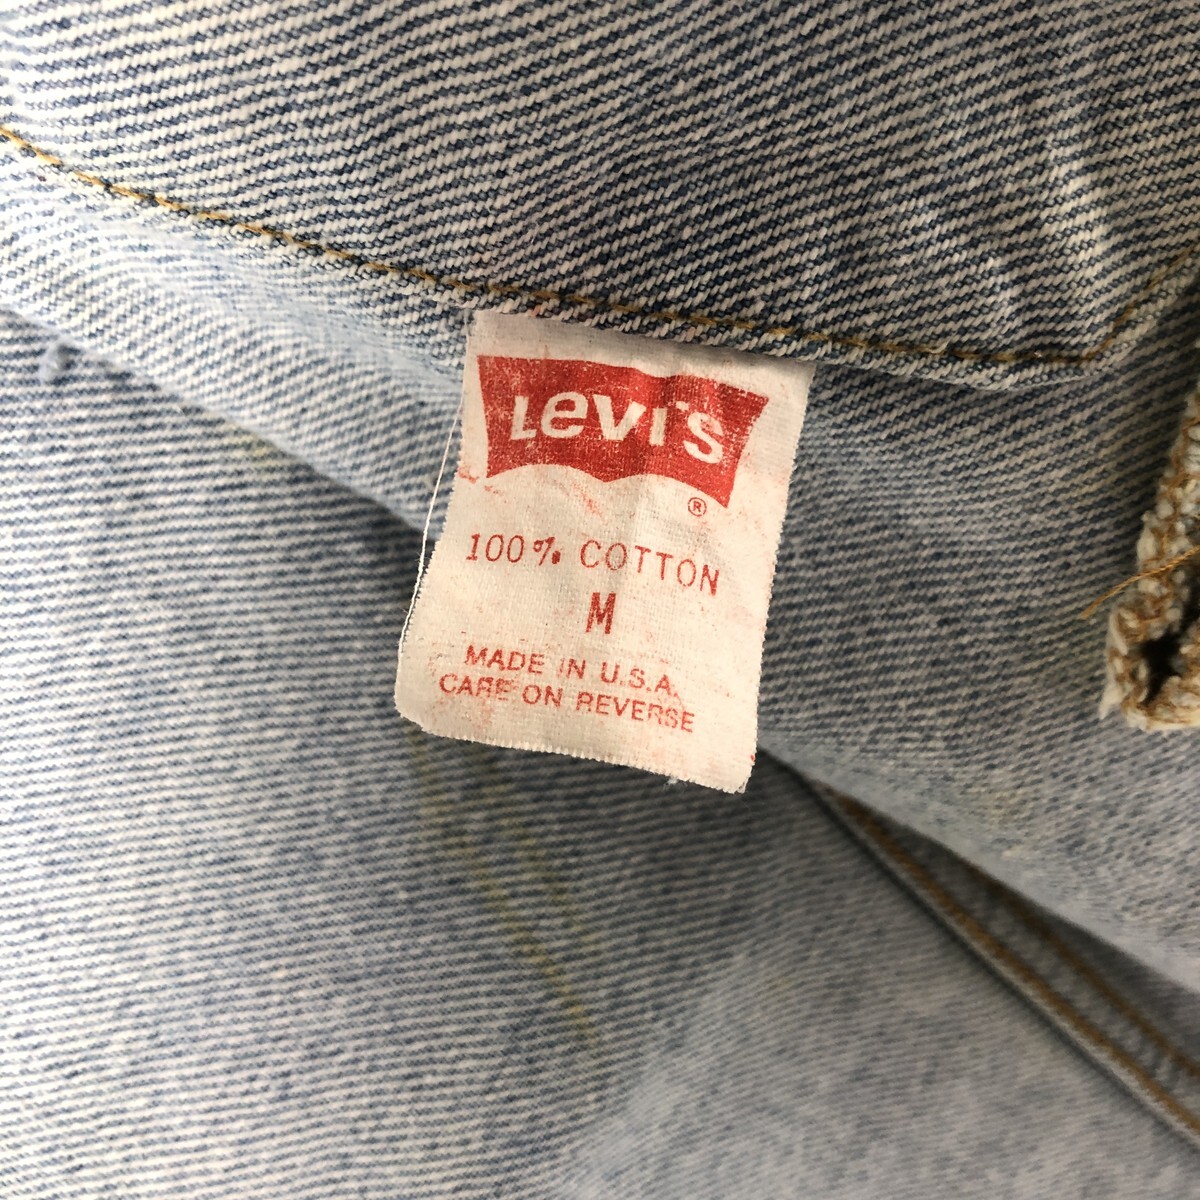 Levi's
®
100% COTTON
M
MADE IN U.S.A.
CARE ON REVERSE